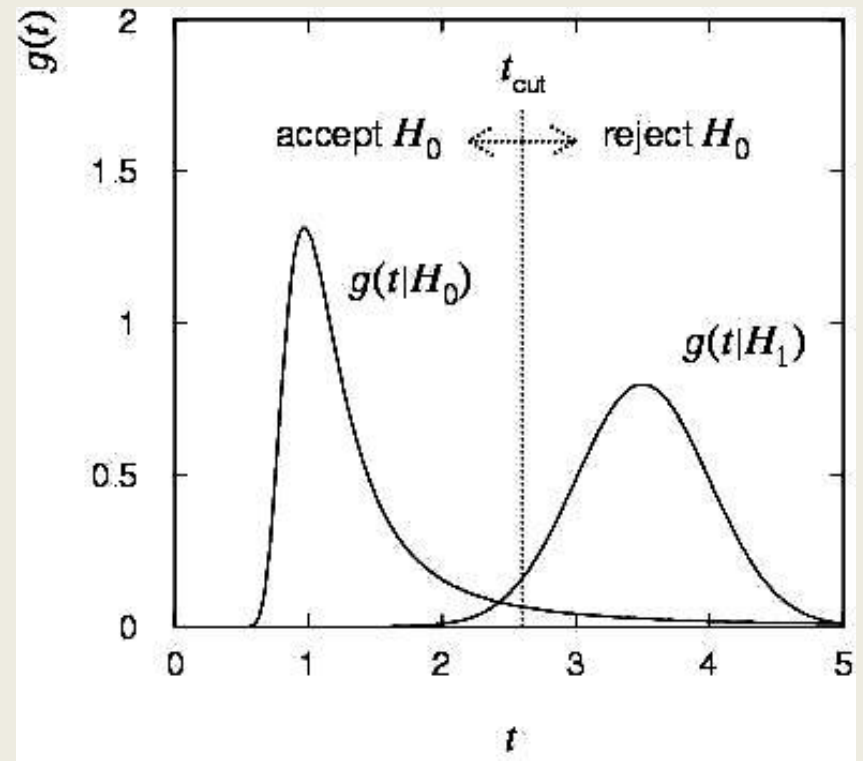 g(t)
2
1.5
1
0.5
0
t_cut
accept H_0 reject H_0
g(t|H_0)
g(t|H_1)
0 1 2 3 4 5
t